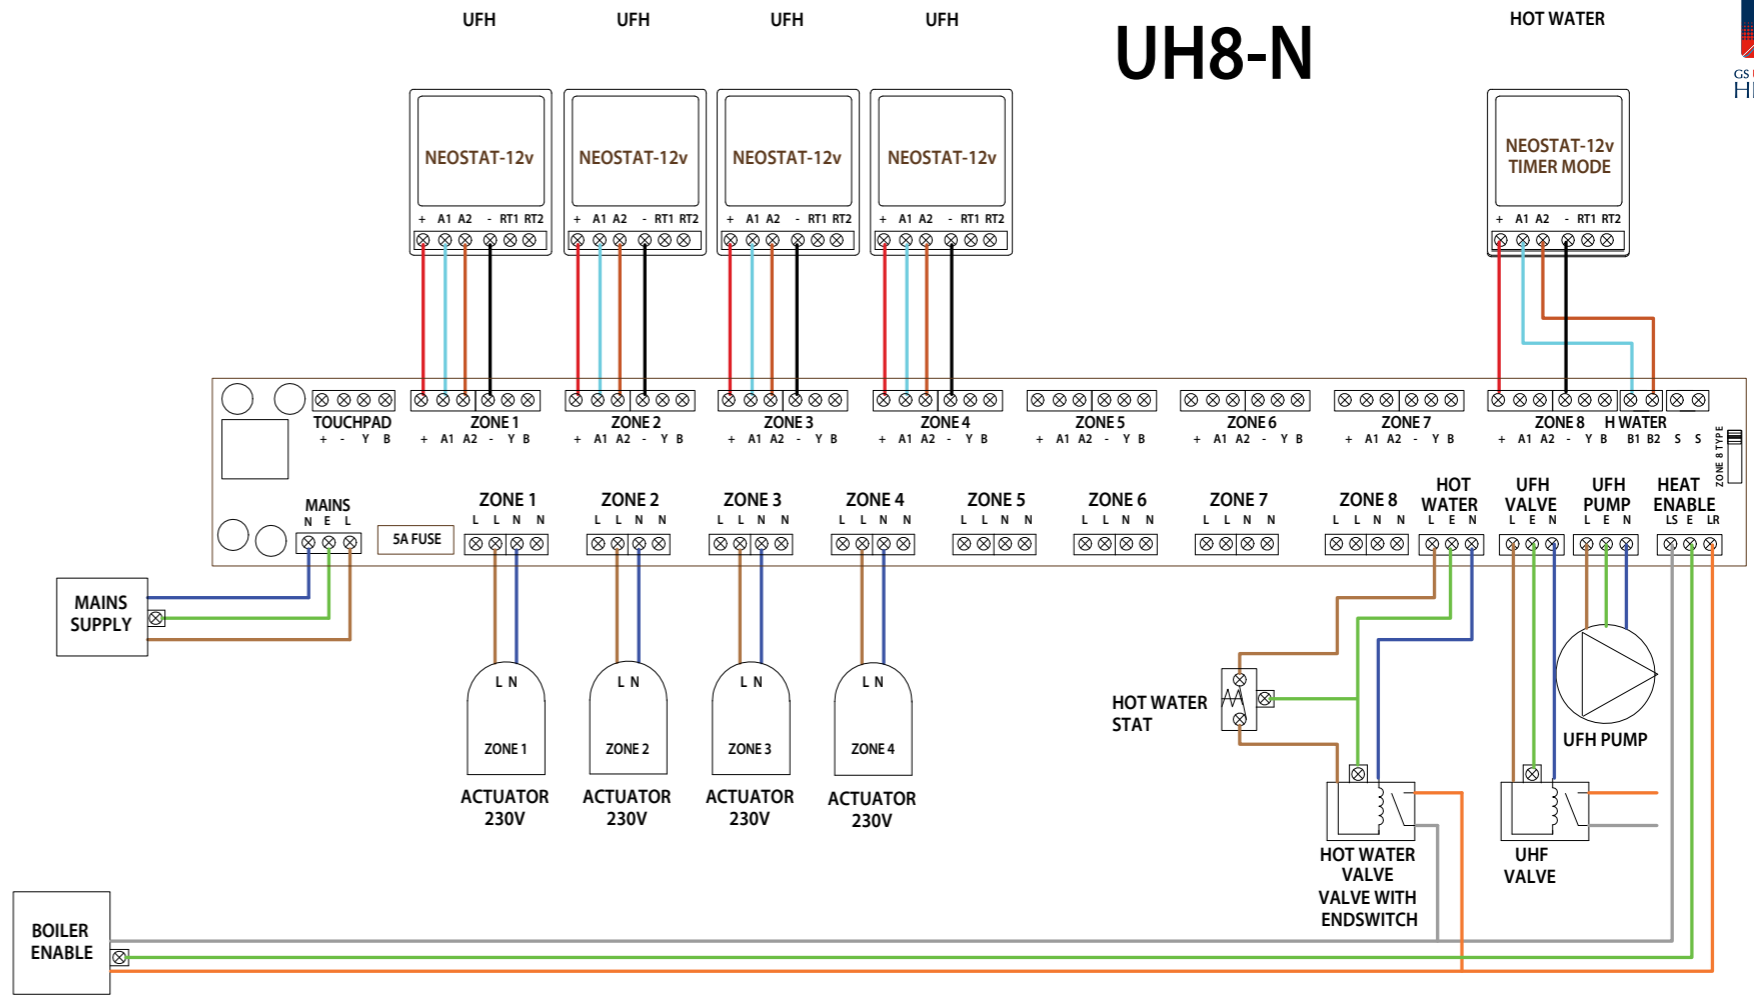 UFH UFH UFH UFH UH8-N HOT WATER
GS
NEOSTAT-12v NEOSTAT-12v NEOSTAT-12v NEOSTAT-12v NEOSTAT-12v
TIMER MODE
+ A1 A2 - RT1 RT2 + A1 A2 - RT1 RT2 + A1 A2 - RT1 RT2 + A1 A2 - RT1 RT2 + A1 A2 - RT1 RT2
TOUCHPAD ZONE 1 ZONE 2 ZONE 3 ZONE 4 ZONE 5 ZONE 6 ZONE 7 ZONE 8 H WATER
+ - Y B + A1 A2 - Y B + A1 A2 - Y B + A1 A2 - Y B + A1 A2 - Y B + A1 A2 - Y B + A1 A2 - Y B + A1 A2 - Y B + A1 A2 - Y B B1 B2 S S
ZONE 8 TYPE
MAINS
N E L
5A FUSE
ZONE 1
L L N N
ZONE 2
L L N N
ZONE 3
L L N N
ZONE 4
L L N N
ZONE 5
L L N N
ZONE 6
L L N N
ZONE 7
L L N N
ZONE 8
L L N N
HOT
WATER
L E N
UFH
VALVE
L E N
UFH
PUMP
L E N
HEAT
ENABLE
LS E LR
MAINS
SUPPLY
L N
ZONE 1
ACTUATOR
230V
L N
ZONE 2
ACTUATOR
230V
L N
ZONE 3
ACTUATOR
230V
L N
ZONE 4
ACTUATOR
230V
HOT WATER
STAT
UFH PUMP
HOT WATER
VALVE
VALVE WITH
ENDSWITCH
UHF
VALVE
BOILER
ENABLE